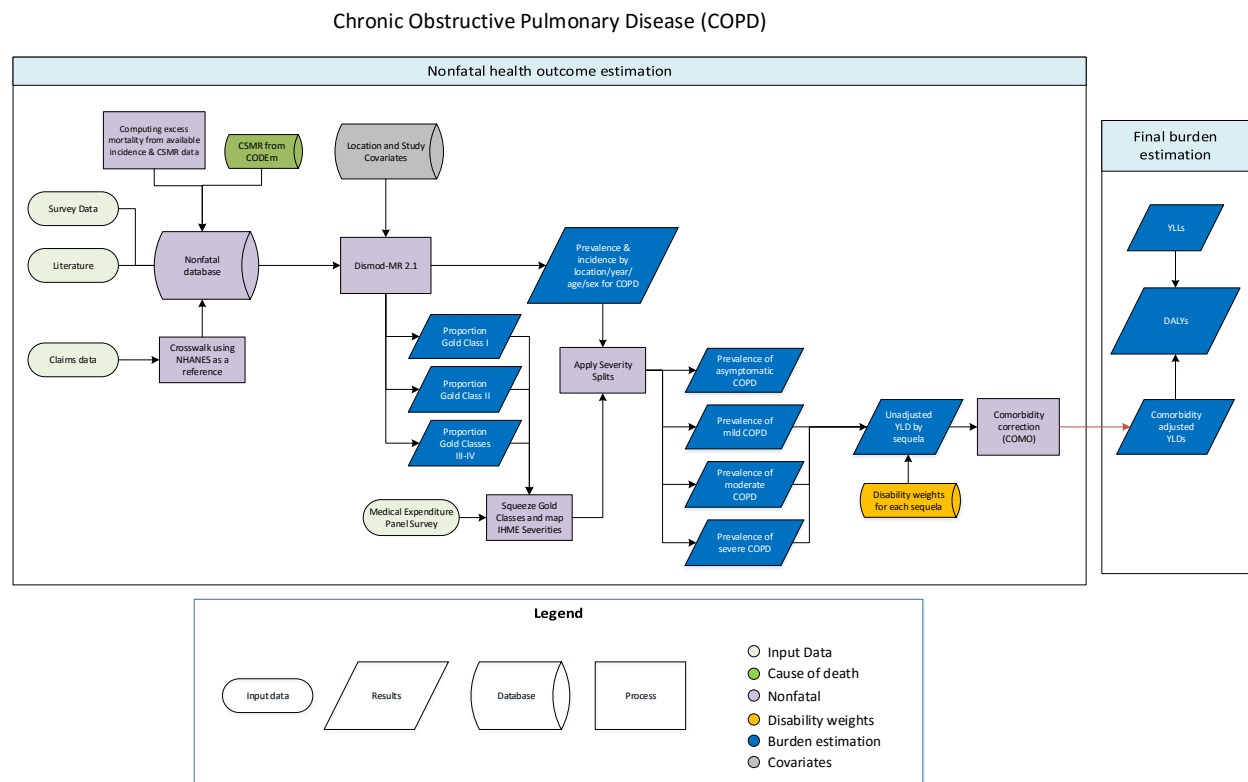 Chronic Obstructive Pulmonary Disease (COPD)
Nonfatal health outcome estimation
Computing excess
mortality from available
incidence & CSMR data
CSMR from
CODEm
Location and Study
Covariates
Survey Data
Literature
Nonfatal
database
Dismod-MR 2.1
Prevalence &
incidence by
location/year/
age/sex for COPD
Claims data
Crosswalk using
NHANES as a
reference
Proportion
Gold Class I
Proportion
Gold Class II
Proportion
Gold Classes
III-IV
Medical Expenditure
Panel Survey
Squeeze Gold
Classes and map
IHME Severities
Apply Severity
Splits
Prevalence of
asymptomatic
COPD
Prevalence of
mild COPD
Prevalence of
moderate
COPD
Prevalence of
severe COPD
Unadjusted
YLD by
sequela
Disability weights
for each sequela
Comorbidity
correction
(COMO)
Final burden
estimation
YLLs
DALYs
Comorbidity
adjusted
YLDs
Legend
Input data
Results
Database
Process
Input Data
Cause of death
Nonfatal
Disability weights
Burden estimation
Covariates